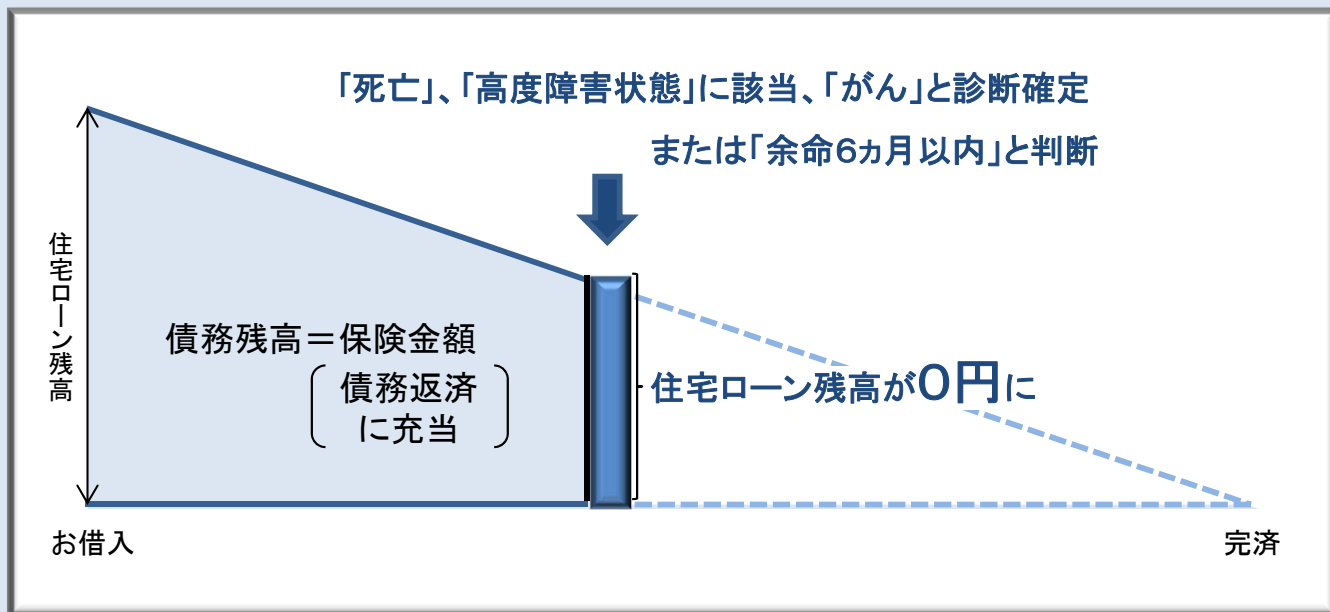 「死亡」、「高度障害状態」に該当、「がん」と診断確定
または「余命6ヵ月以内」と判断
住宅ローン残高
債務残高＝保険金額
債務返済
に充当
住宅ローン残高が0円に
お借入
完済